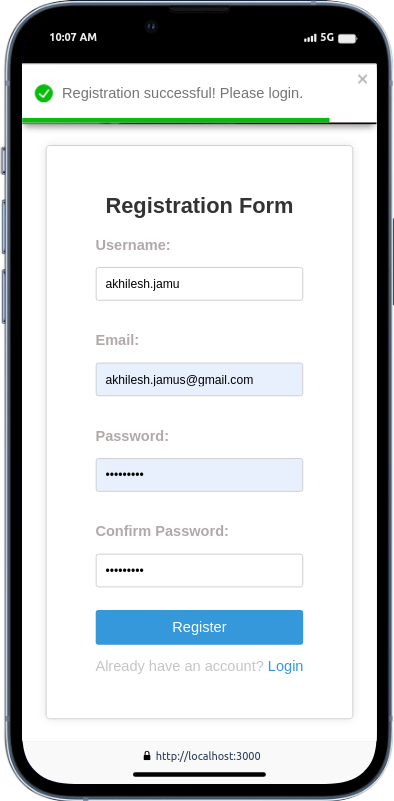 10:07 AM
5G
Registration successful! Please login.
×
Registration Form
Username:
akhilesh.jamu
Email:
akhilesh.jamus@gmail.com
Password:
•••••••••
Confirm Password:
•••••••••
Register
Already have an account? Login
http://localhost:3000